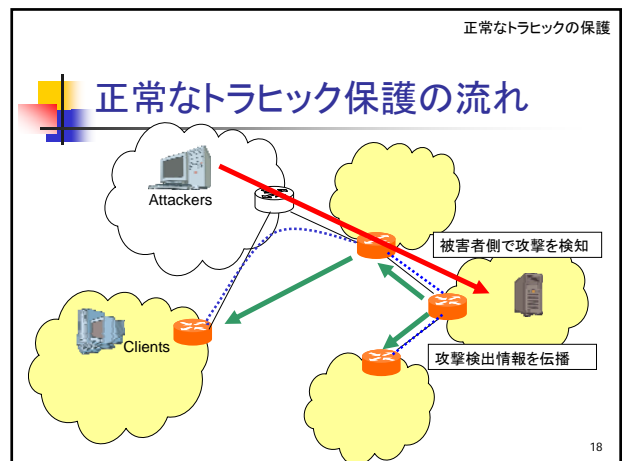 正常なトラヒックの保護
正常なトラヒック保護の流れ
Attackers
被害者側で攻撃を検知
Clients
攻撃検出情報を伝播
18